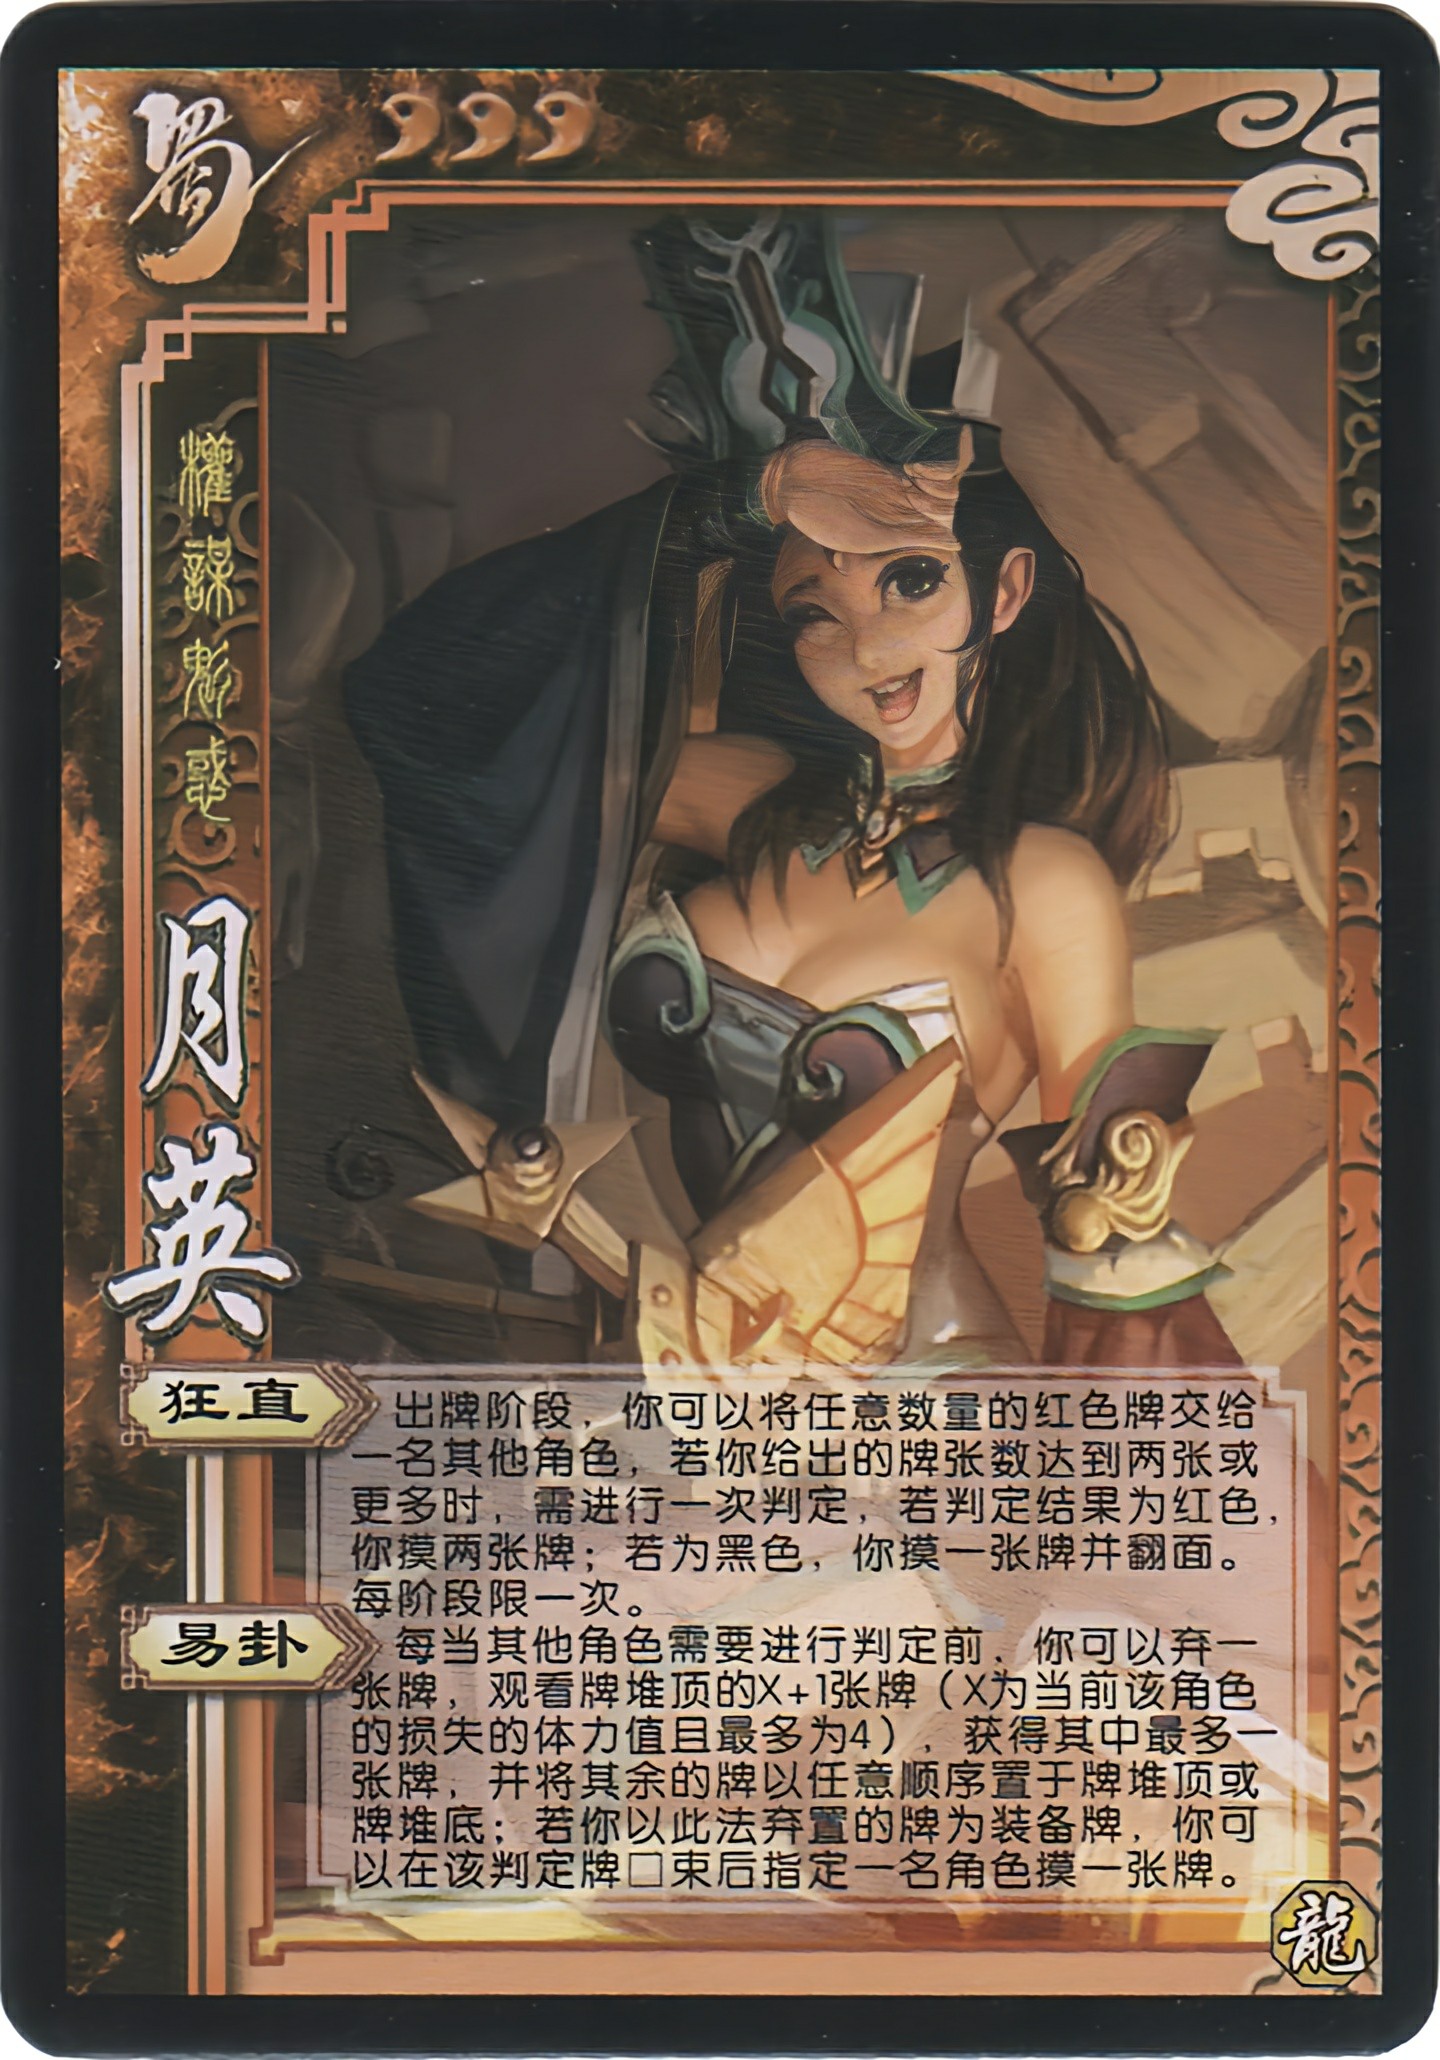 蜀
權謀魁惑
月英
狂直
出牌阶段，你可以将任意数量的红色牌交给
一名其他角色，若你给出的牌张数达到两张或
更多时，需进行一次判定，若判定结果为红色，
你摸两张牌；若为黑色，你摸一张牌并翻面。
每阶段限一次。
易卦
每当其他角色需要进行判定前，你可以弃一
张牌，观看牌堆顶的X+1张牌（X为当前该角色
的损失的体力值且最多为4），获得其中最多一
张牌，并将其余的牌以任意顺序置于牌堆顶或
牌堆底；若你以此法弃置的牌为装备牌，你可
以在该判定牌□束后指定一名角色摸一张牌。
龍